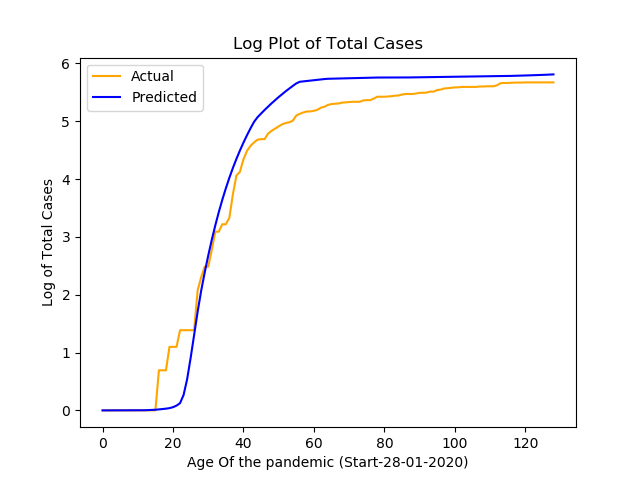 Log Plot of Total Cases
Actual
Predicted
Log of Total Cases
6
5
4
3
2
1
0
0 20 40 60 80 100 120
Age Of the pandemic (Start-28-01-2020)